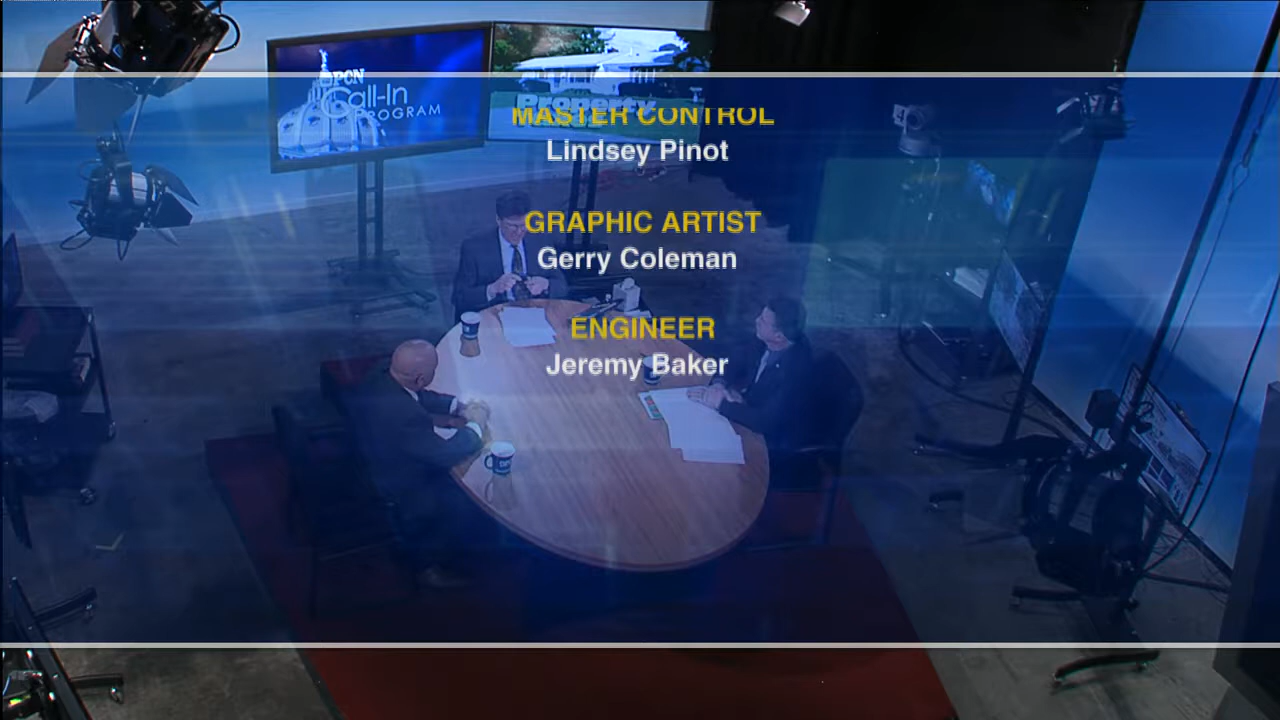 PCN
Call-In
PROGRAM
Property
MASTER CONTROL
Lindsey Pinot
GRAPHIC ARTIST
Gerry Coleman
ENGINEER
Jeremy Baker